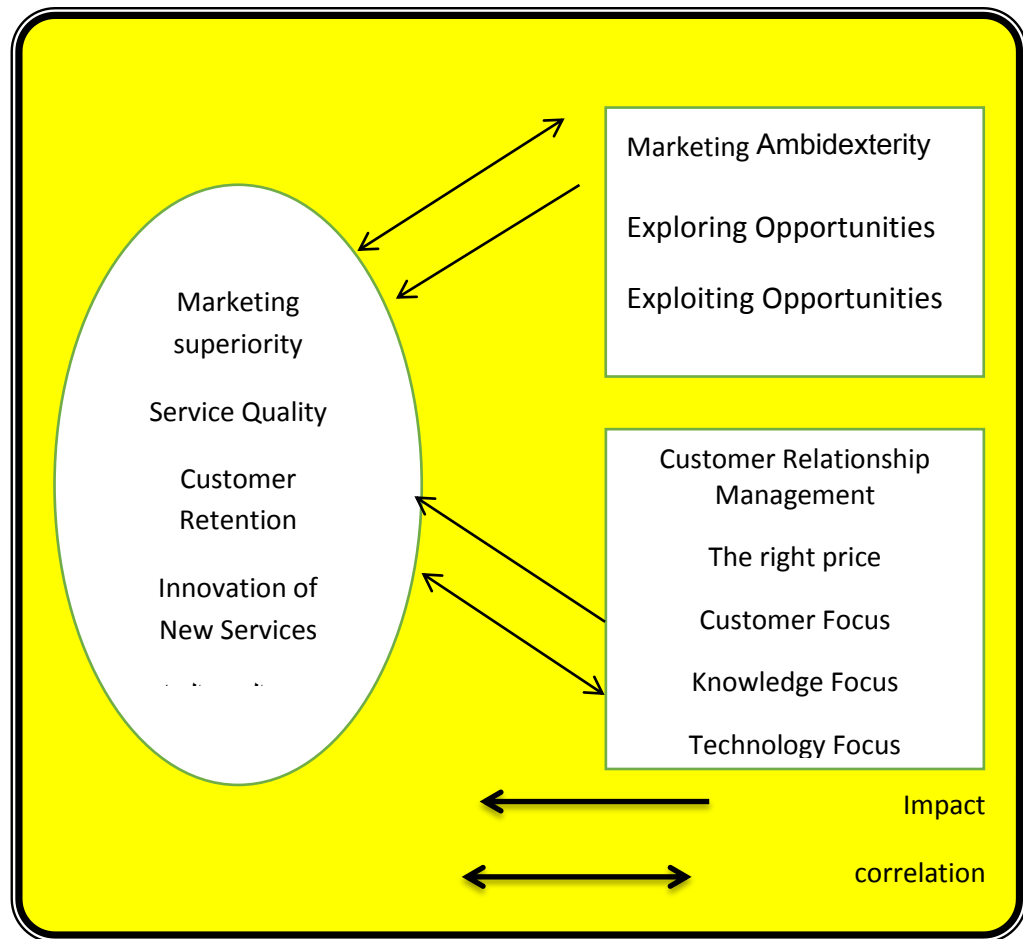 Marketing Ambidexterity
Exploring Opportunities
Exploiting Opportunities
Marketing
superiority
Service Quality
Customer
Retention
Innovation of
New Services
Customer Relationship
Management
The right price
Customer Focus
Knowledge Focus
Technology Focus
Impact
correlation